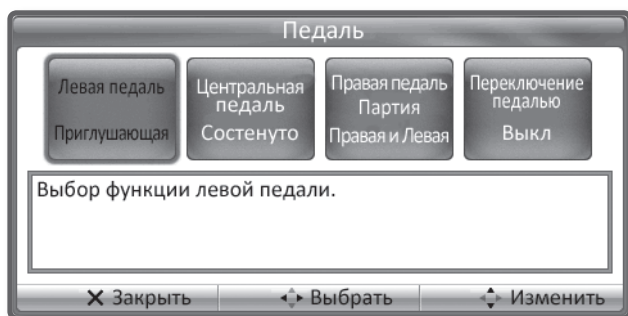 Педаль
Левая педаль
Приглушающая
Центральная
педаль
Состенуто
Правая педаль
Партия
Правая и Левая
Переключение
педалью
Выкл
Выбор функции левой педали.
Закрыть
Выбрать
Изменить